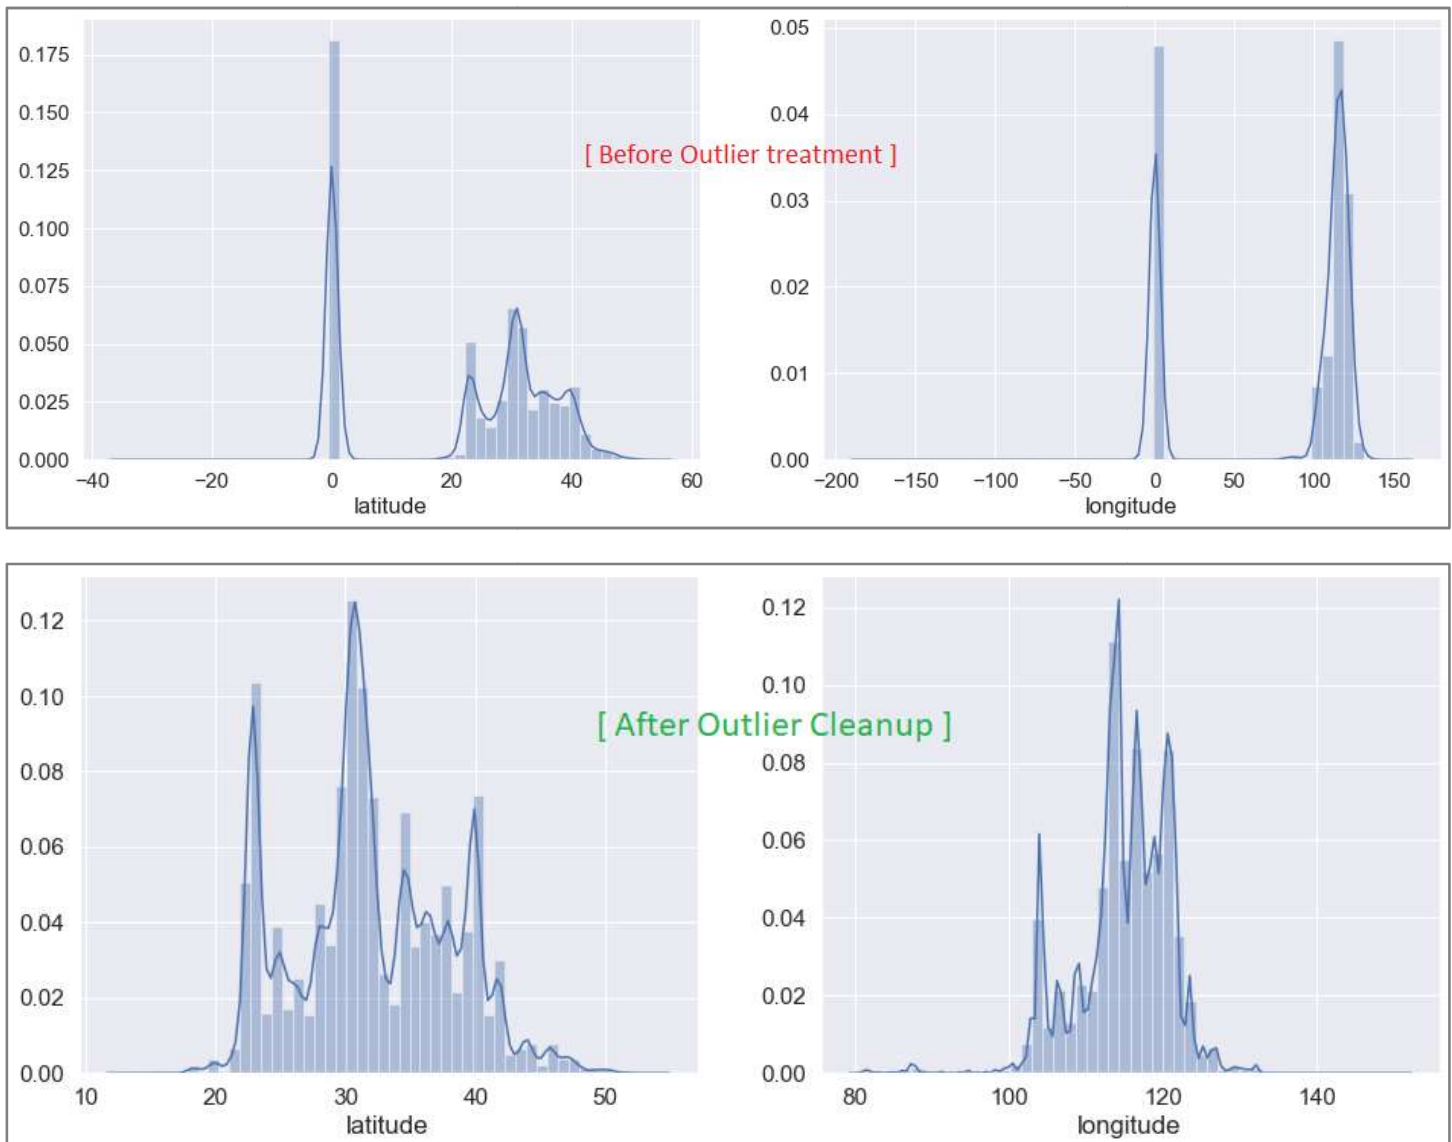 0.175
0.150
0.125
0.100
0.075
0.050
0.025
0.000
−40 −20 0 20 40 60
latitude
0.05
0.04
0.03
0.02
0.01
0.00
−200 −150 −100 −50 0 50 100 150
longitude
[ Before Outlier treatment ]
0.12
0.10
0.08
0.06
0.04
0.02
0.00
10 20 30 40 50
latitude
0.12
0.10
0.08
0.06
0.04
0.02
0.00
80 100 120 140
longitude
[ After Outlier Cleanup ]